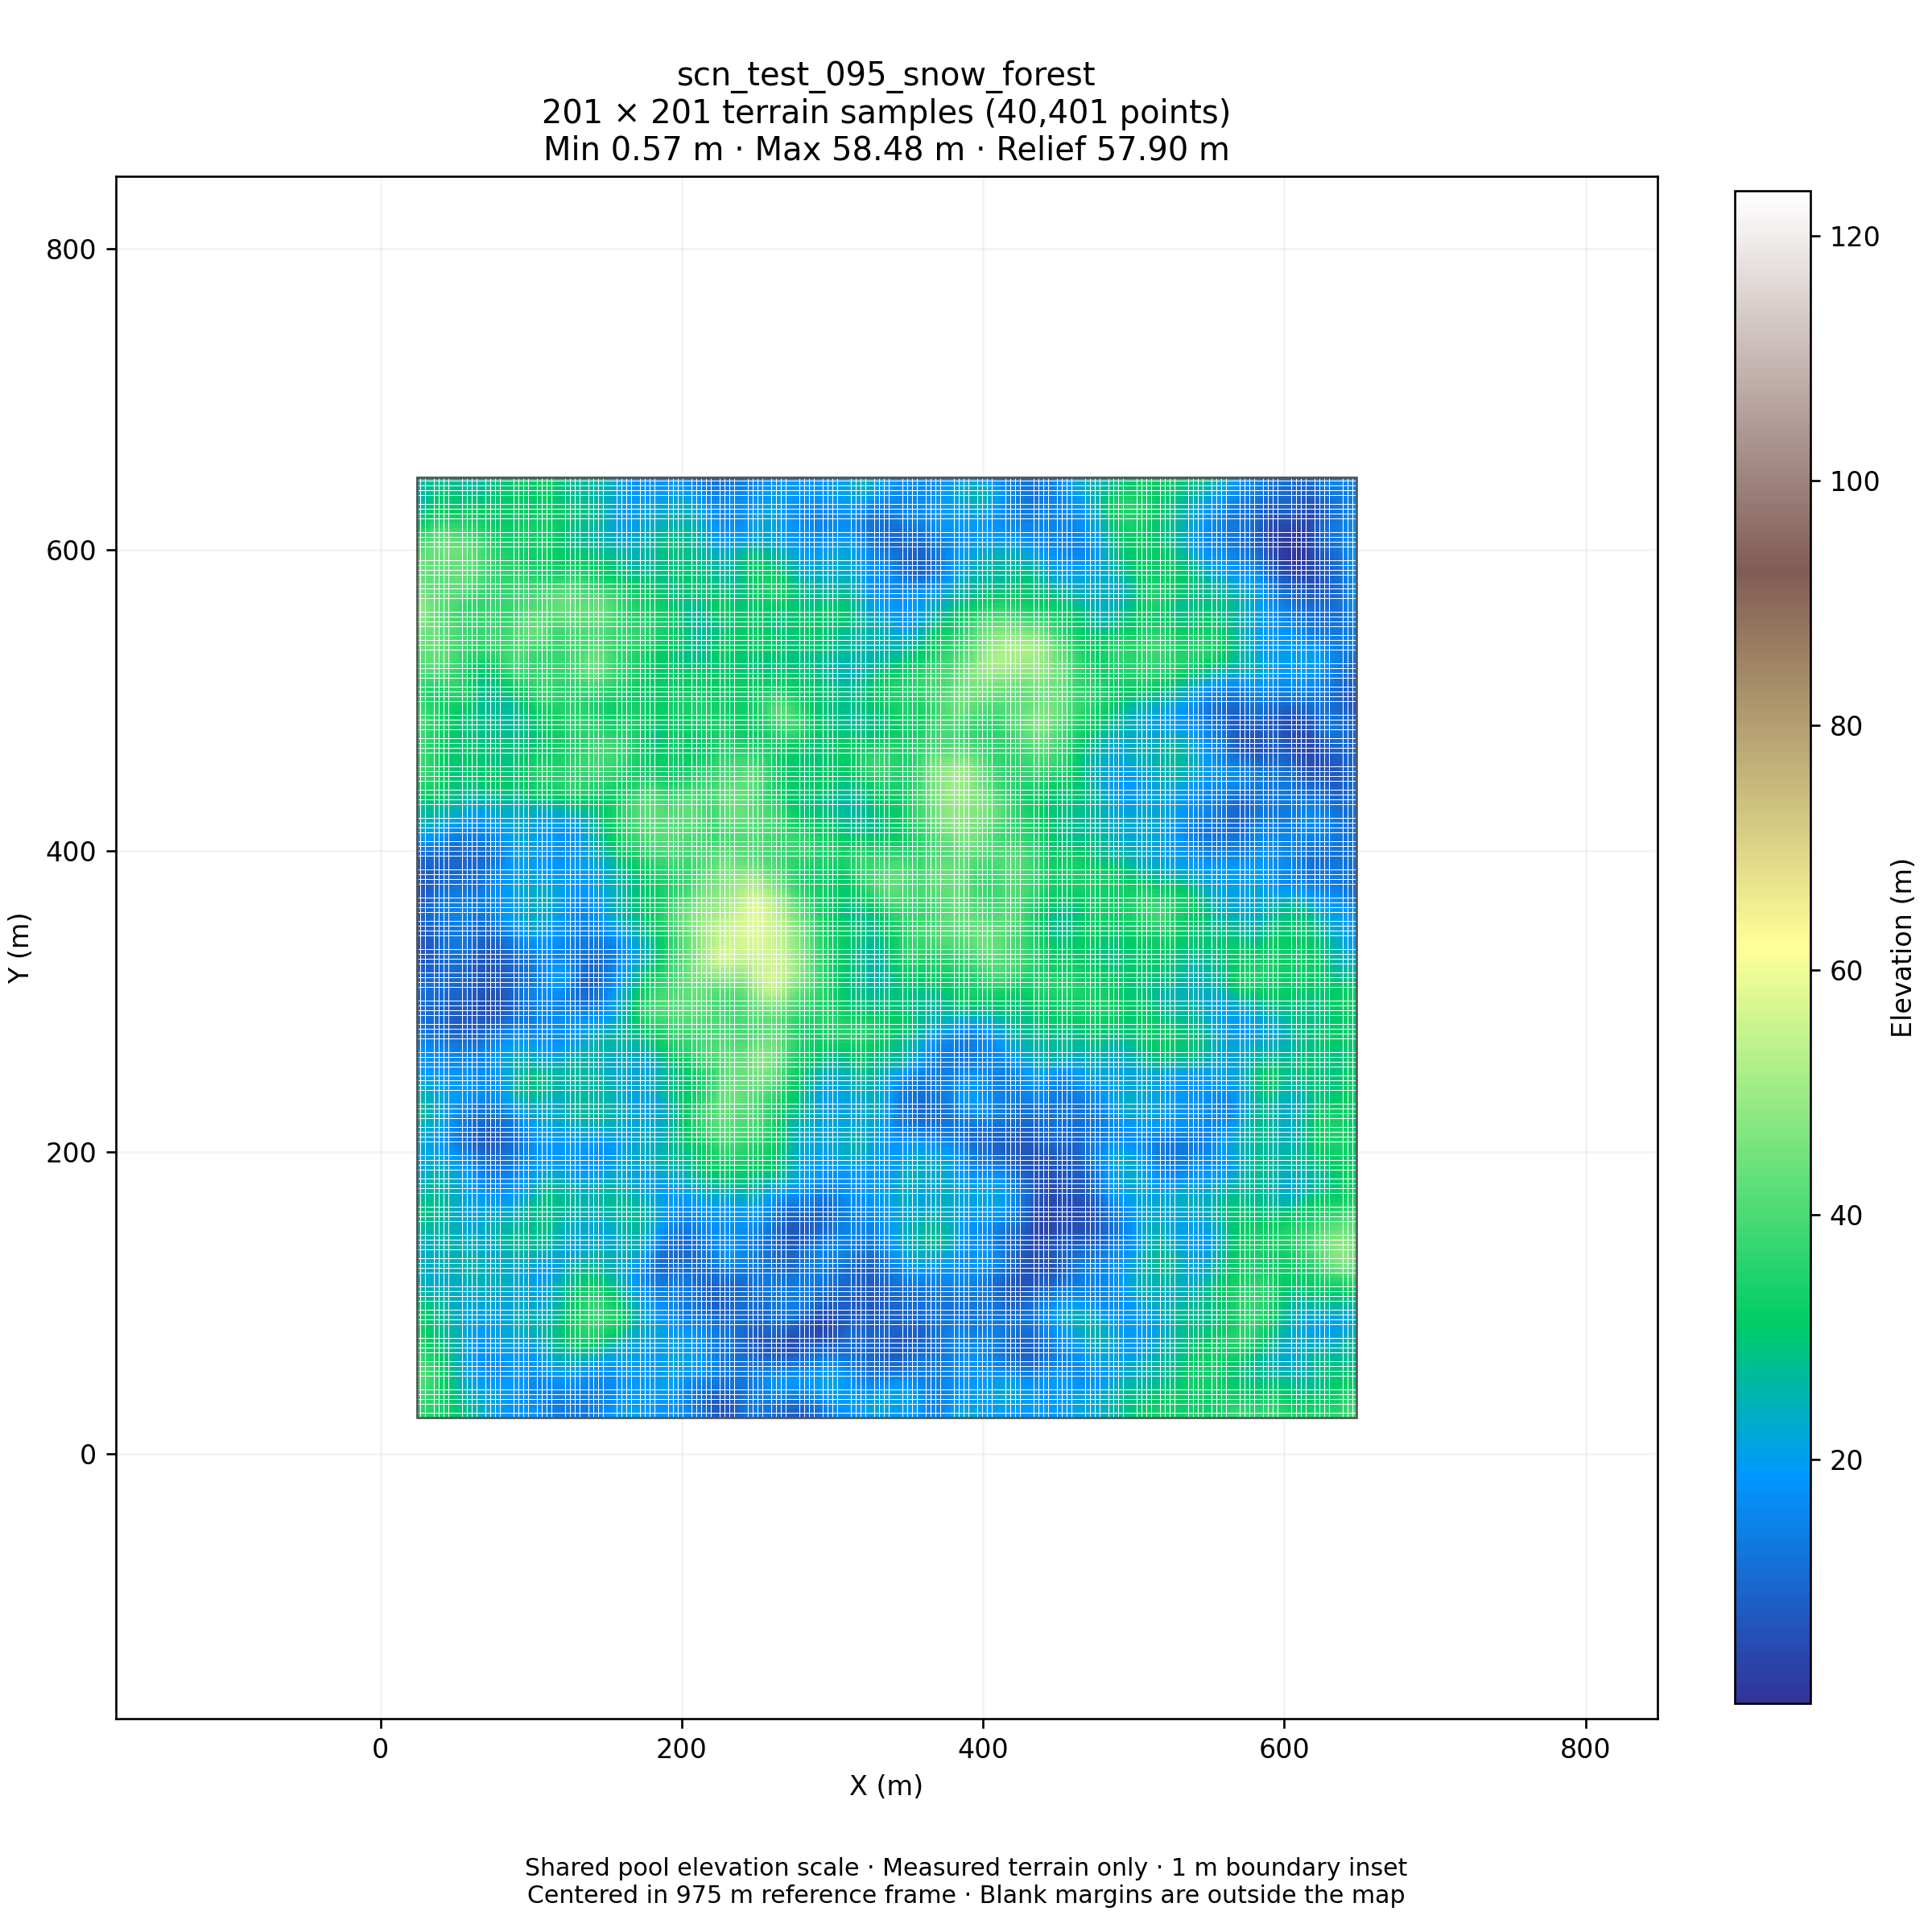 scn_test_095_snow_forest
201 × 201 terrain samples (40,401 points)
Min 0.57 m · Max 58.48 m · Relief 57.90 m
800
600
400
200
0
Y (m)
0
200
400
600
800
X (m)
120
100
80
60
40
20
Elevation (m)
Shared pool elevation scale · Measured terrain only · 1 m boundary inset
Centered in 975 m reference frame · Blank margins are outside the map